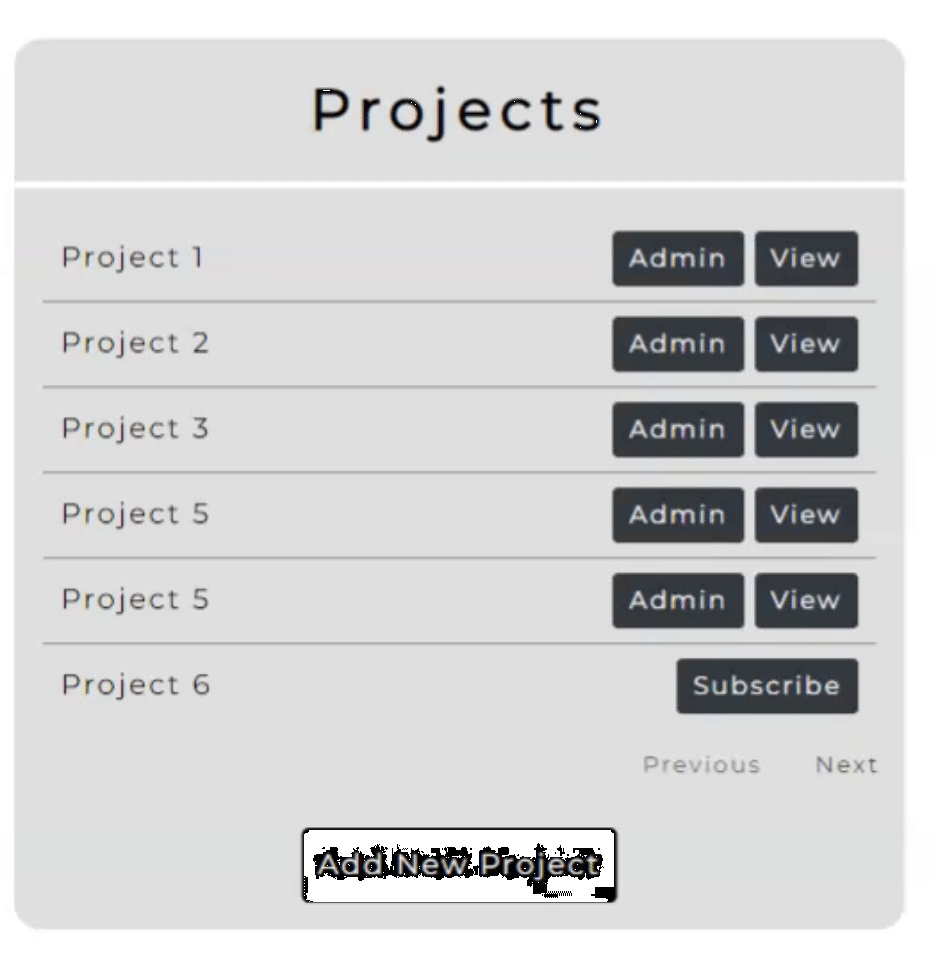 Projects
Project 1 Admin View
Project 2 Admin View
Project 3 Admin View
Project 5 Admin View
Project 5 Admin View
Project 6 Subscribe
Previous Next
Add New Project